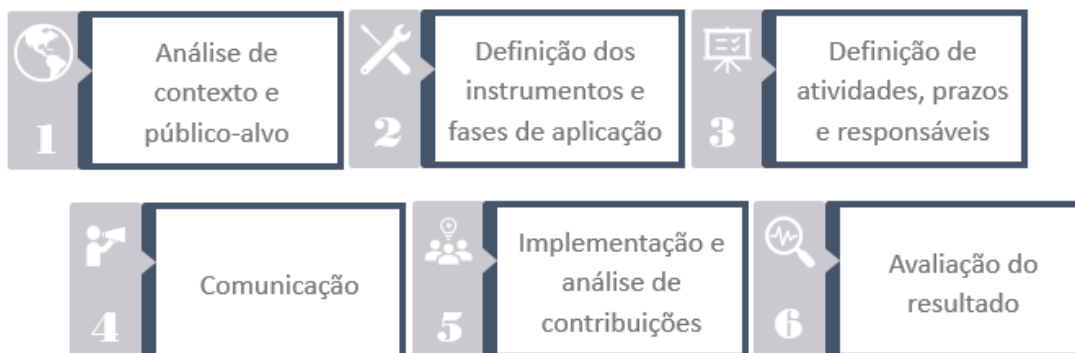 1
Análise de
contexto e
público-alvo
2
Definição dos
instrumentos e
fases de aplicação
3
Definição de
atividades, prazos
e responsáveis
4
Comunicação
5
Implementação e
análise de
contribuições
6
Avaliação do
resultado